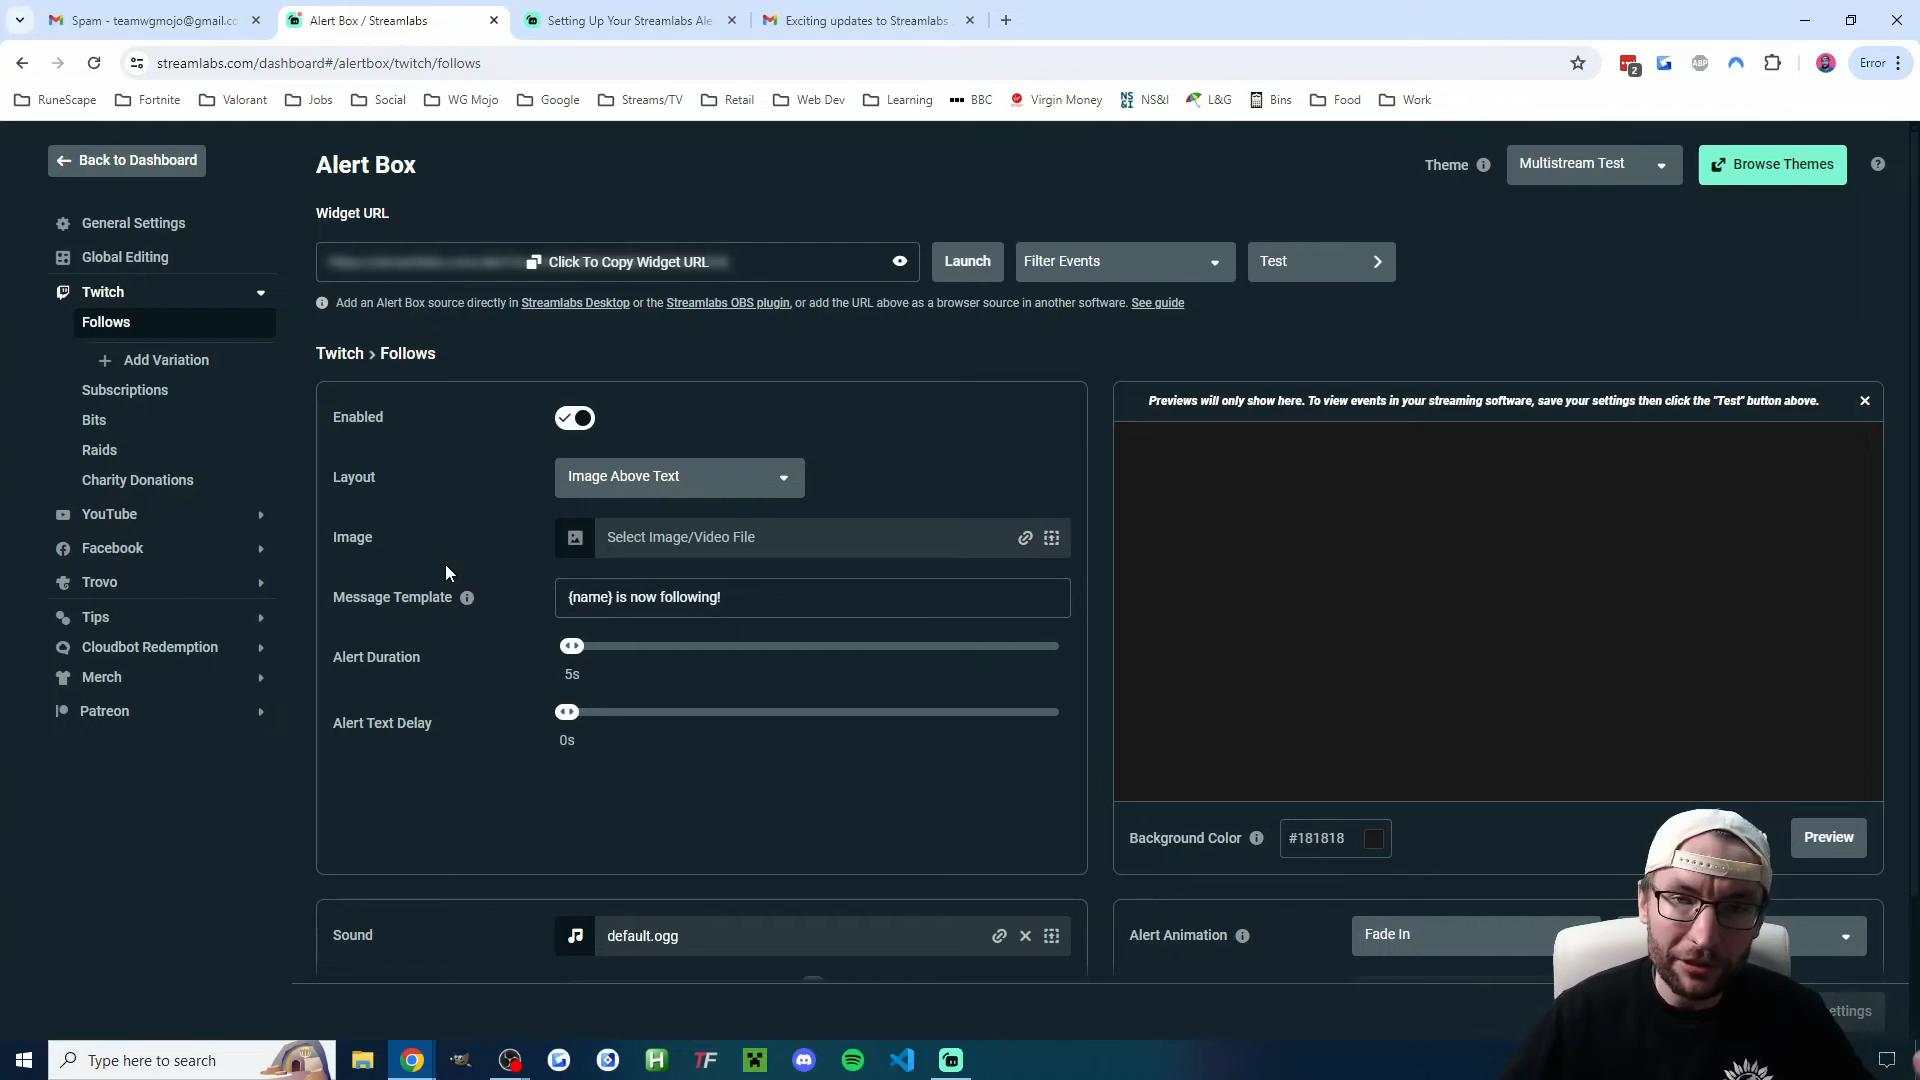 Spam - teamwgmojo@gmail.co
Alert Box / Streamlabs
Setting Up Your Streamlabs Ale
Exciting updates to Streamlabs
streamlabs.com/dashboard#/alertbox/twitch/follows
2
ABP
Error
RuneScape
Fortnite
Valorant
Jobs
Social
WG Mojo
Google
Streams/TV
Retail
Web Dev
Learning
BBC
Virgin Money
NS&I
NS&I
L&G
Bins
Food
Work
Back to Dashboard
Alert Box
Theme
Multistream Test
Browse Themes
Widget URL
Click To Copy Widget URL
Launch
Filter Events
Test
Add an Alert Box source directly in Streamlabs Desktop or the Streamlabs OBS plugin, or add the URL above as a browser source in another software. See guide
General Settings
Global Editing
Twitch
Follows
Add Variation
Subscriptions
Bits
Raids
Charity Donations
YouTube
Facebook
Trovo
Tips
Cloudbot Redemption
Merch
Patreon
Twitch > Follows
Enabled
Layout
Image Above Text
Image
Select Image/Video File
Message Template
{name} is now following!
Alert Duration
5s
Alert Text Delay
0s
Previews will only show here. To view events in your streaming software, save your settings then click the "Test" button above.
Background Color
#181818
Preview
Sound
default.ogg
Alert Animation
Fade In
ettings
Type here to search
H
TF